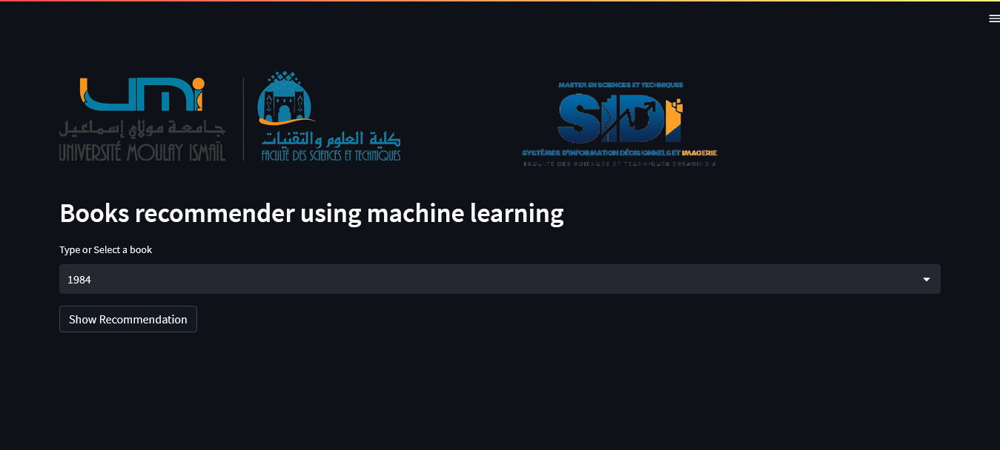 umi
جامعة مولاي إسماعيل
UNIVERSITÉ MOULAY ISMAÏL
كلية العلوم والتقنيات
FACULTÉ DES SCIENCES ET TECHNIQUES
MASTER EN SCIENCES ET TECHNIQUES
SIDI
SYSTÈMES D'INFORMATION DÉCISIONNELS ET IMAGERIE
FACULTÉ DES SCIENCES ET TECHNIQUES ERRACHIDIA
Books recommender using machine learning
Type or Select a book
1984
Show Recommendation